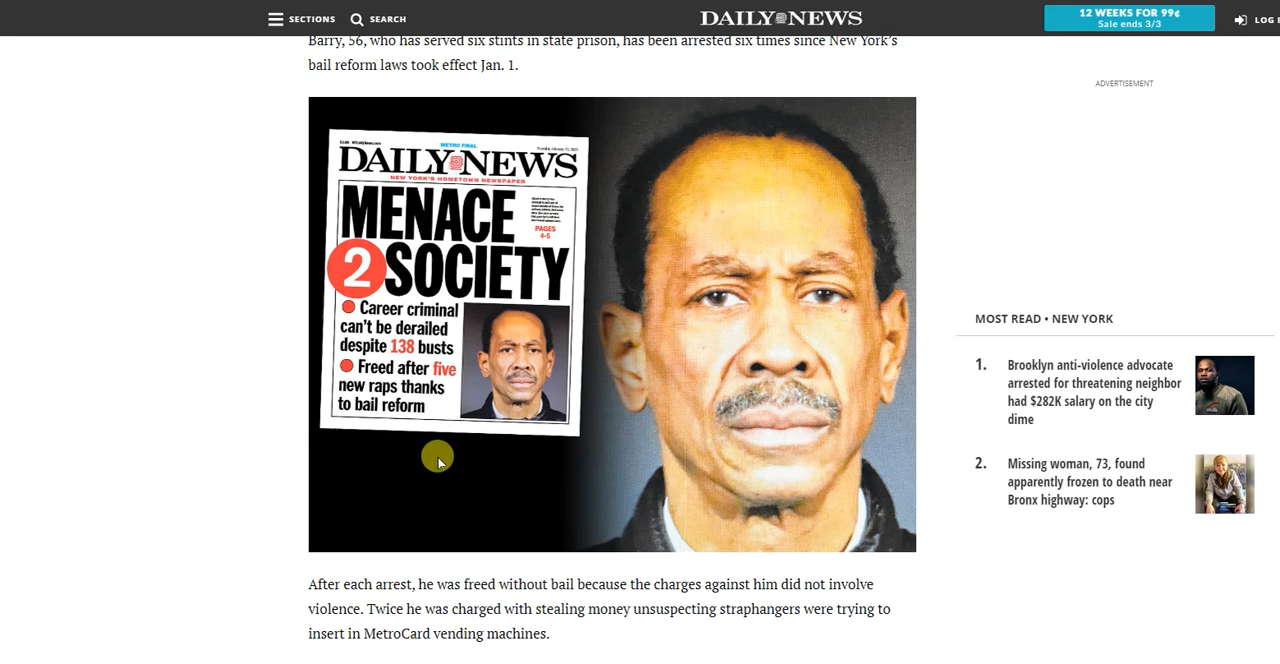 SECTIONS
SEARCH
DAILY NEWS
12 WEEKS FOR 99¢
Sale ends 3/3
LOG I
Barry, 56, who has served six stints in state prison, has been arrested six times since New York’s
bail reform laws took effect Jan. 1.
METRO FINAL
DAILY NEWS
NEW YORK'S HOMETOWN NEWSPAPER
MENACE
2 SOCIETY
PAGES
4-5
Career criminal
can't be derailed
despite 138 busts
Freed after five
new raps thanks
to bail reform
After each arrest, he was freed without bail because the charges against him did not involve
violence. Twice he was charged with stealing money unsuspecting straphangers were trying to
insert in MetroCard vending machines.
ADVERTISEMENT
MOST READ • NEW YORK
1. Brooklyn anti-violence advocate
arrested for threatening neighbor
had $282K salary on the city
dime
2. Missing woman, 73, found
apparently frozen to death near
Bronx highway: cops